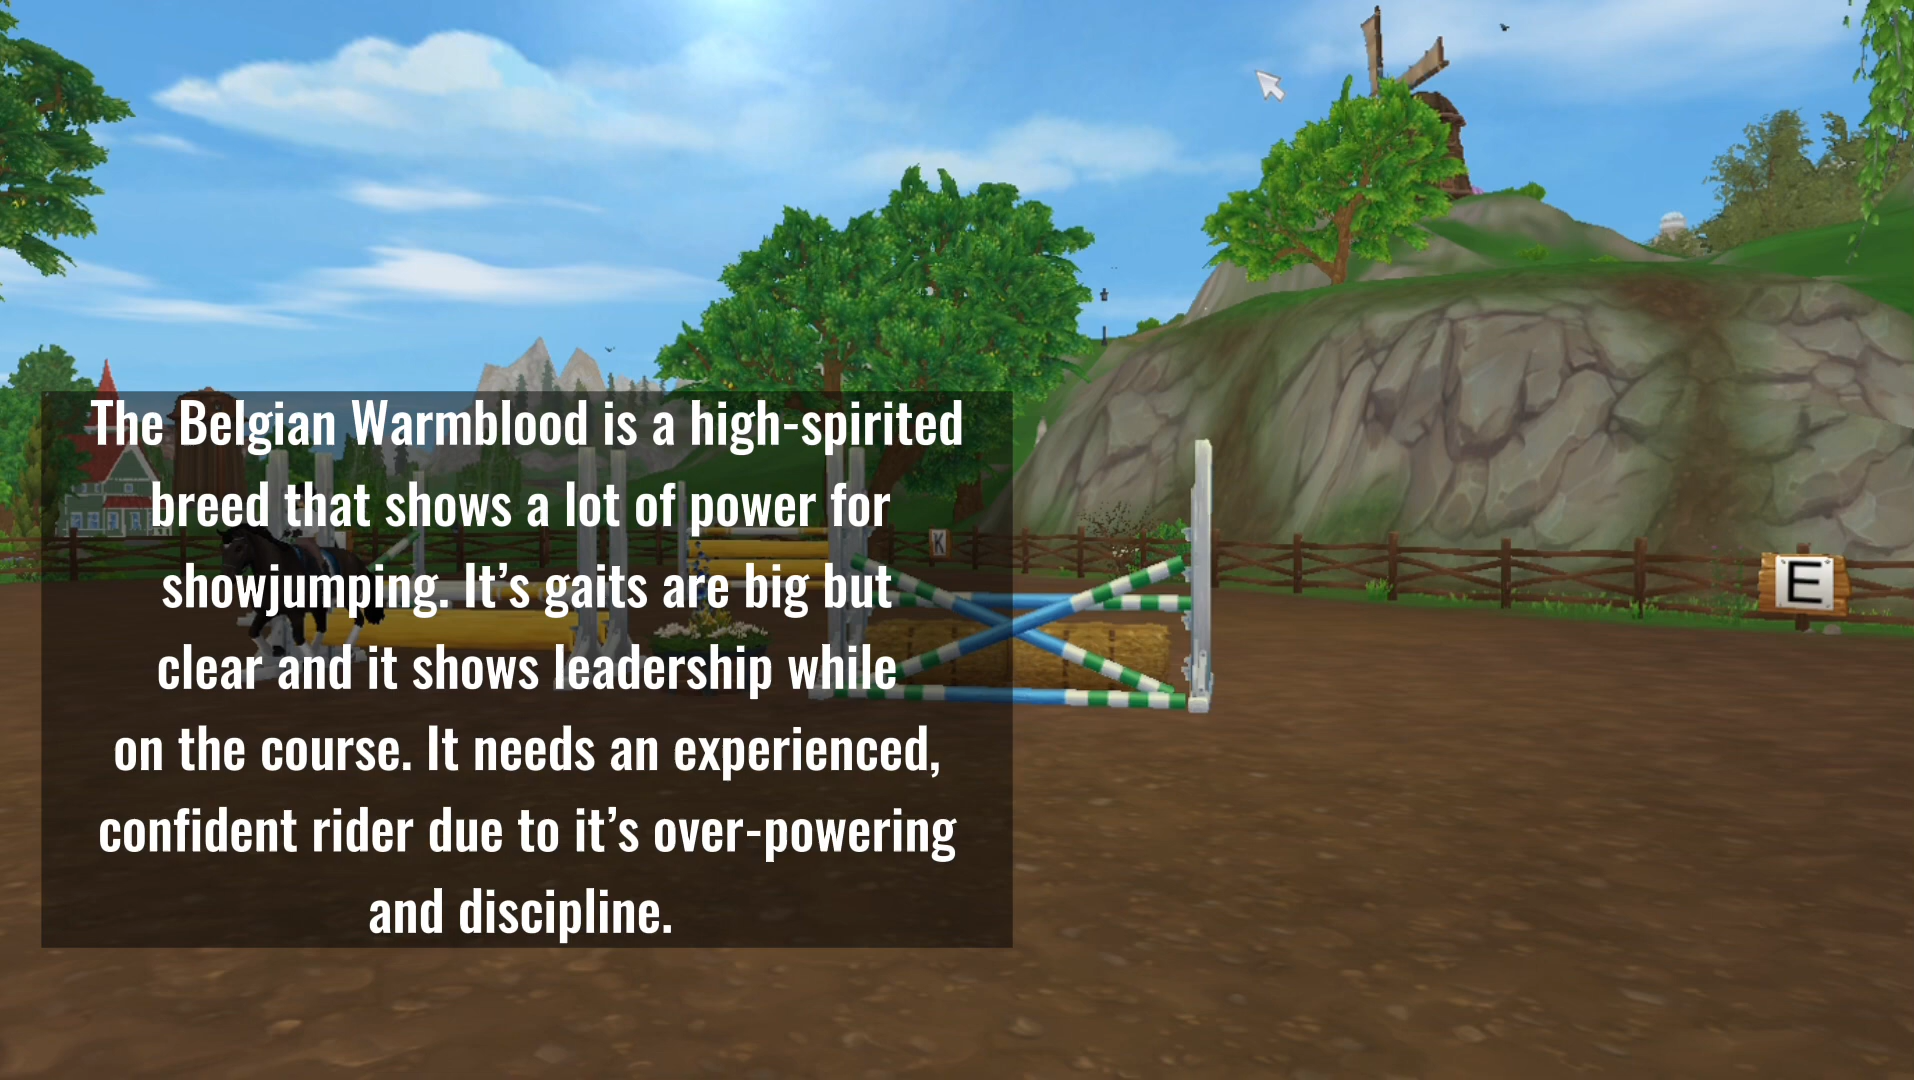 The Belgian Warmblood is a high-spirited
breed that shows a lot of power for
showjumping. It’s gaits are big but
clear and it shows leadership while
on the course. It needs an experienced,
confident rider due to it’s over-powering
and discipline.
K
E